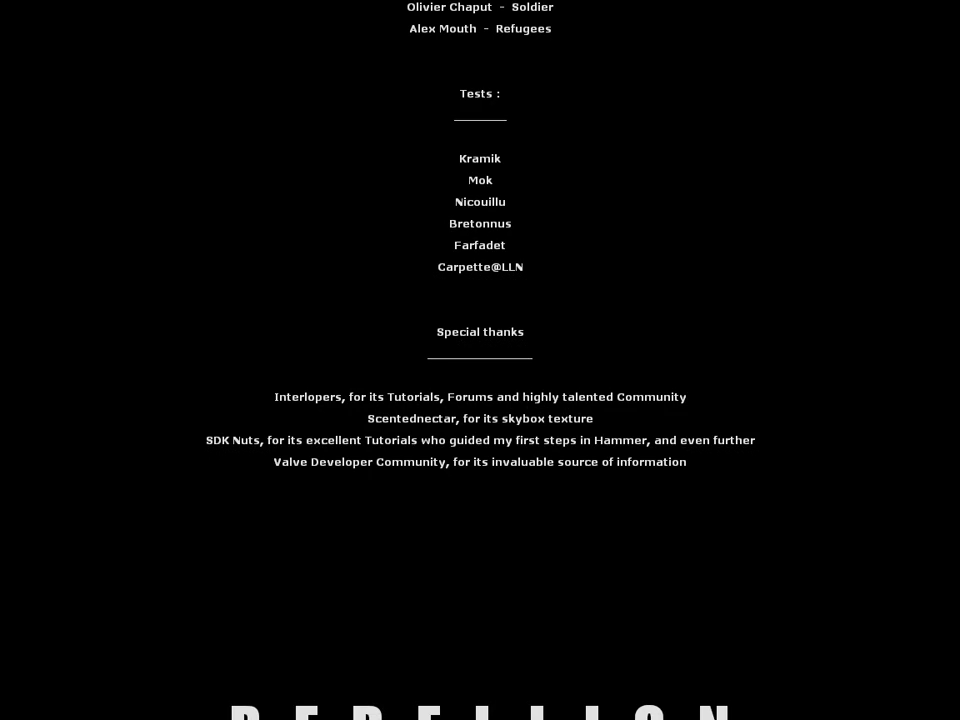 Olivier Chaput - Soldier
Alex Mouth - Refugees
Tests :
Kramik
Mok
Nicouillu
Bretonnus
Farfadet
Carpette@LLN
Special thanks
Interlopers, for its Tutorials, Forums and highly talented Community
Scentednectar, for its skybox texture
SDK Nuts, for its excellent Tutorials who guided my first steps in Hammer, and even further
Valve Developer Community, for its invaluable source of information
R E B E L L I O N